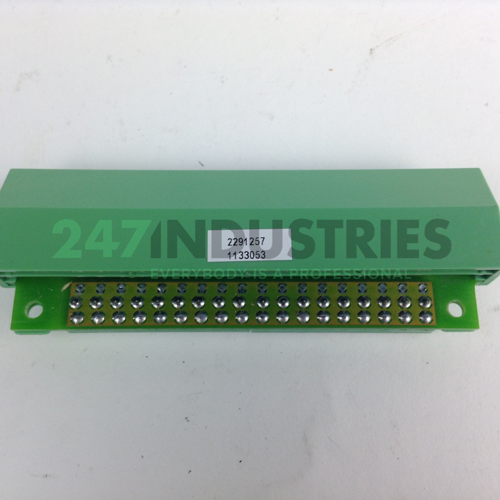 2291257
247INDUSTRIES
1133053
EVERYBODY IS A PROFESSIONAL